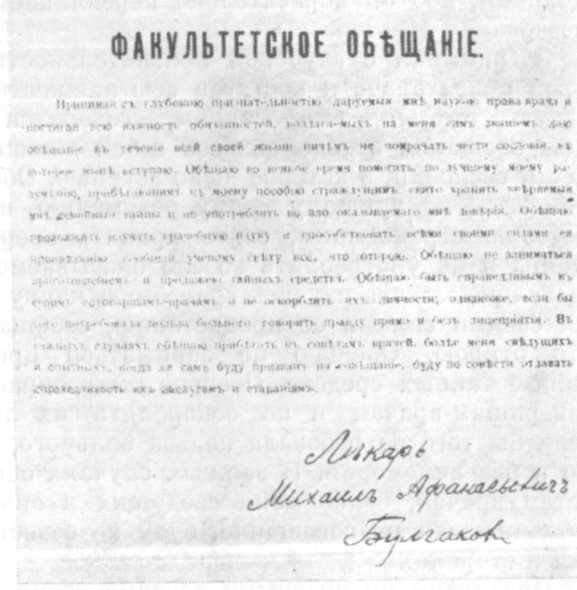 ФАКУЛЬТЕТСКОЕ ОБѢЩАНІЕ.
Принимая съ глубокою признательностію даруемыя мнѣ наукою права врача и
постигая всю важность обязанностей, возлагаемыхъ на меня симъ званіемъ, даю
обѣщаніе въ теченіе всей своей жизни ничѣмъ не помрачать чести сословія, въ
которое нынѣ вступаю. Обѣщаю во всякое время помогать, по лучшему моему ра-
зумѣнію, прибѣгающимъ къ моему пособію страждущимъ, свято хранить ввѣряемыя
мнѣ семейныя тайны и не употреблять во зло оказываемаго мнѣ довѣрія. Обѣщаю
продолжать изучать врачебную науку и способствовать всѣми своими силами ея
процвѣтанію, сообщая ученому свѣту все, что открою. Обѣщаю не заниматься
приготовленіемъ и продажею тайныхъ средствъ. Обѣщаю быть справедливымъ къ
своимъ сотоварищамъ-врачамъ и не оскорблять ихъ личности; однакоже, если бы
того потребовала польза больного, говорить правду прямо и безъ лицепріятія. Въ
важныхъ случаяхъ обѣщаю прибѣгать къ совѣтамъ врачей, болѣе меня свѣдущихъ
и опытныхъ; когда же самъ буду призванъ на совѣщаніе, буду по совѣсти отдавать
справедливость ихъ заслугамъ и стараніямъ.
Лѣкарь
Михаилъ Афанасьевичъ
Булгаковъ